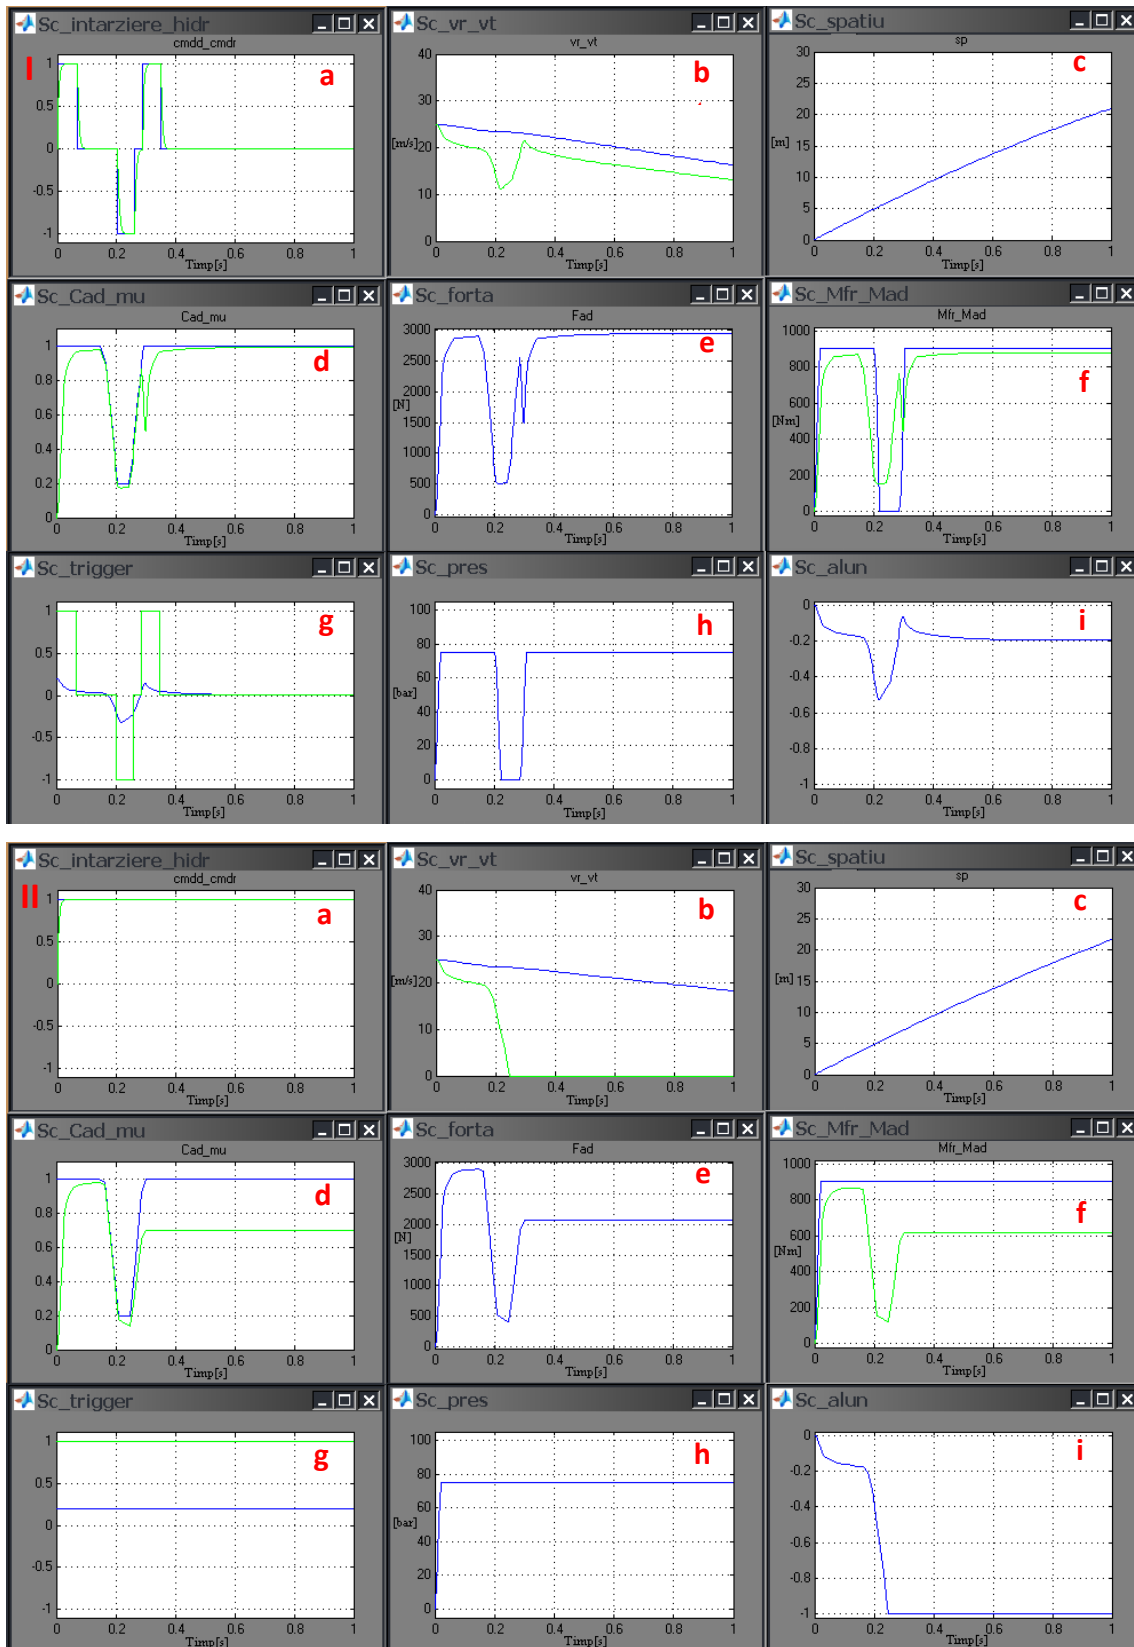 Sc_intarziere_hidr
cmdd_cmdr
I
a
1
0.5
0
-0.5
-1
0
0.2
0.4
0.6
0.8
1
Timp[s]
Sc_vr_vt
vr_vt
b
40
30
[m/s]
20
10
0
0
0.2
0.4
0.6
0.8
1
Timp[s]
Sc_spatiu
sp
c
30
25
20
[m]
15
10
5
0
0
0.2
0.4
0.6
0.8
1
Timp[s]
Sc_Cad_mu
Cad_mu
d
1
0.8
0.6
0.4
0.2
0
0
0.2
0.4
0.6
0.8
1
Timp[s]
Sc_forta
Fad
e
3000
2500
2000
[N]
1500
1000
500
0
0
0.2
0.4
0.6
0.8
1
Timp[s]
Sc_Mfr_Mad
Mfr_Mad
f
1000
800
600
[Nm]
400
200
0
0
0.2
0.4
0.6
0.8
1
Timp[s]
Sc_trigger
g
1
0.5
0
-0.5
-1
0
0.2
0.4
0.6
0.8
1
Timp[s]
Sc_pres
h
100
80
60
[bar]
40
20
0
0
0.2
0.4
0.6
0.8
1
Timp[s]
Sc_alun
i
0
-0.2
-0.4
-0.6
-0.8
-1
0
0.2
0.4
0.6
0.8
1
Timp[s]
Sc_intarziere_hidr
cmdd_cmdr
II
a
1
0.5
0
-0.5
-1
0
0.2
0.4
0.6
0.8
1
Timp[s]
Sc_vr_vt
vr_vt
b
40
30
[m/s]
20
10
0
0
0.2
0.4
0.6
0.8
1
Timp[s]
Sc_spatiu
sp
c
30
25
20
[m]
15
10
5
0
0
0.2
0.4
0.6
0.8
1
Timp[s]
Sc_Cad_mu
Cad_mu
d
1
0.8
0.6
0.4
0.2
0
0
0.2
0.4
0.6
0.8
1
Timp[s]
Sc_forta
Fad
e
3000
2500
2000
[N]
1500
1000
500
0
0
0.2
0.4
0.6
0.8
1
Timp[s]
Sc_Mfr_Mad
Mfr_Mad
f
1000
800
600
[Nm]
400
200
0
0
0.2
0.4
0.6
0.8
1
Timp[s]
Sc_trigger
g
1
0.5
0
-0.5
-1
0
0.2
0.4
0.6
0.8
1
Timp[s]
Sc_pres
h
100
80
60
[bar]
40
20
0
0
0.2
0.4
0.6
0.8
1
Timp[s]
Sc_alun
i
0
-0.2
-0.4
-0.6
-0.8
-1
0
0.2
0.4
0.6
0.8
1
Timp[s]